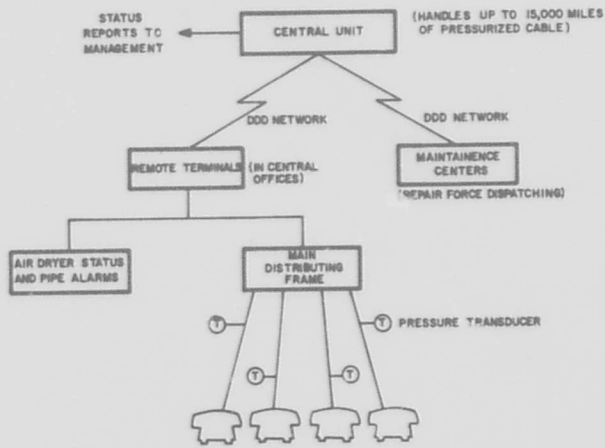 STATUS
REPORTS TO
MANAGEMENT
CENTRAL UNIT
(HANDLES UP TO 15,000 MILES
OF PRESSURIZED CABLE)
DDD NETWORK
DDD NETWORK
REMOTE TERMINALS
(IN CENTRAL
OFFICES)
MAINTAINENCE
CENTERS
(REPAIR FORCE DISPATCHING)
AIR DRYER STATUS
AND PIPE ALARMS
MAIN
DISTRIBUTING
FRAME
T
T
PRESSURE TRANSDUCER
T
T